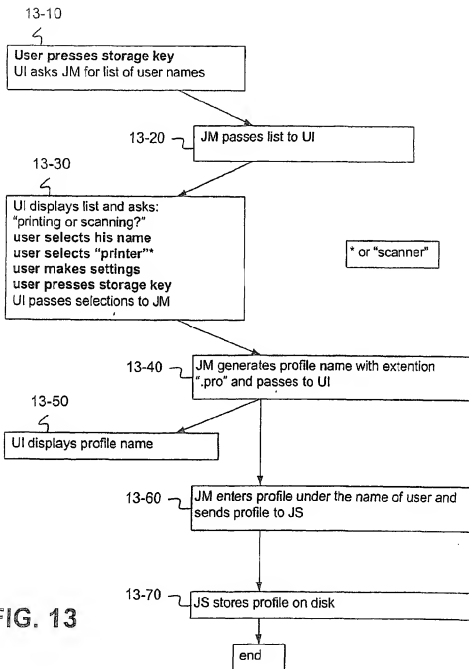 13-10
User presses storage key
UI asks JM for list of user names
13-20
JM passes list to UI
13-30
UI displays list and asks:
"printing or scanning?"
user selects his name
user selects "printer"*
user makes settings
user presses storage key
UI passes selections to JM
* or "scanner"
13-40
JM generates profile name with extention
".pro" and passes to UI
13-50
UI displays profile name
13-60
JM enters profile under the name of user and
sends profile to JS
13-70
JS stores profile on disk
FIG. 13
end